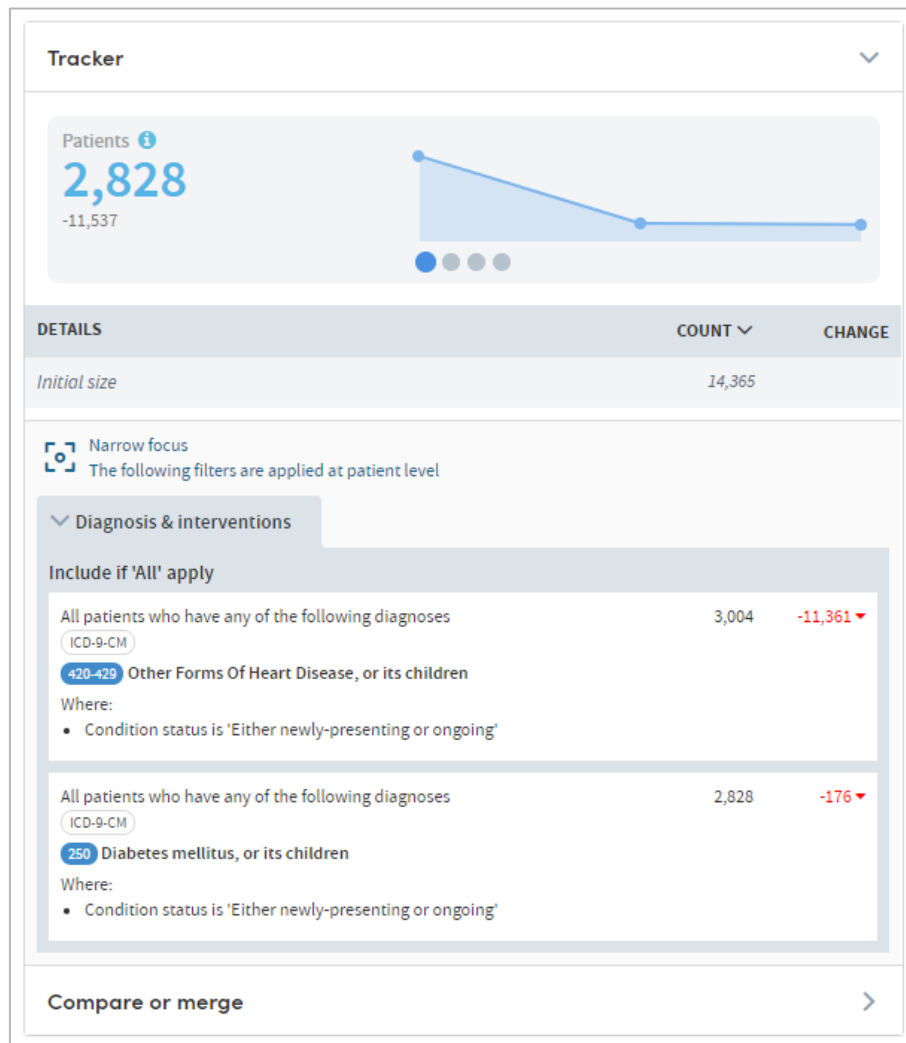 Tracker
Patients
2,828
-11,537
DETAILS COUNT CHANGE
Initial size 14,365
Narrow focus
The following filters are applied at patient level
Diagnosis & interventions
Include if 'All' apply
All patients who have any of the following diagnoses 3,004 -11,361
ICD-9-CM
420-429 Other Forms Of Heart Disease, or its children
Where:
• Condition status is 'Either newly-presenting or ongoing'
All patients who have any of the following diagnoses 2,828 -176
ICD-9-CM
250 Diabetes mellitus, or its children
Where:
• Condition status is 'Either newly-presenting or ongoing'
Compare or merge